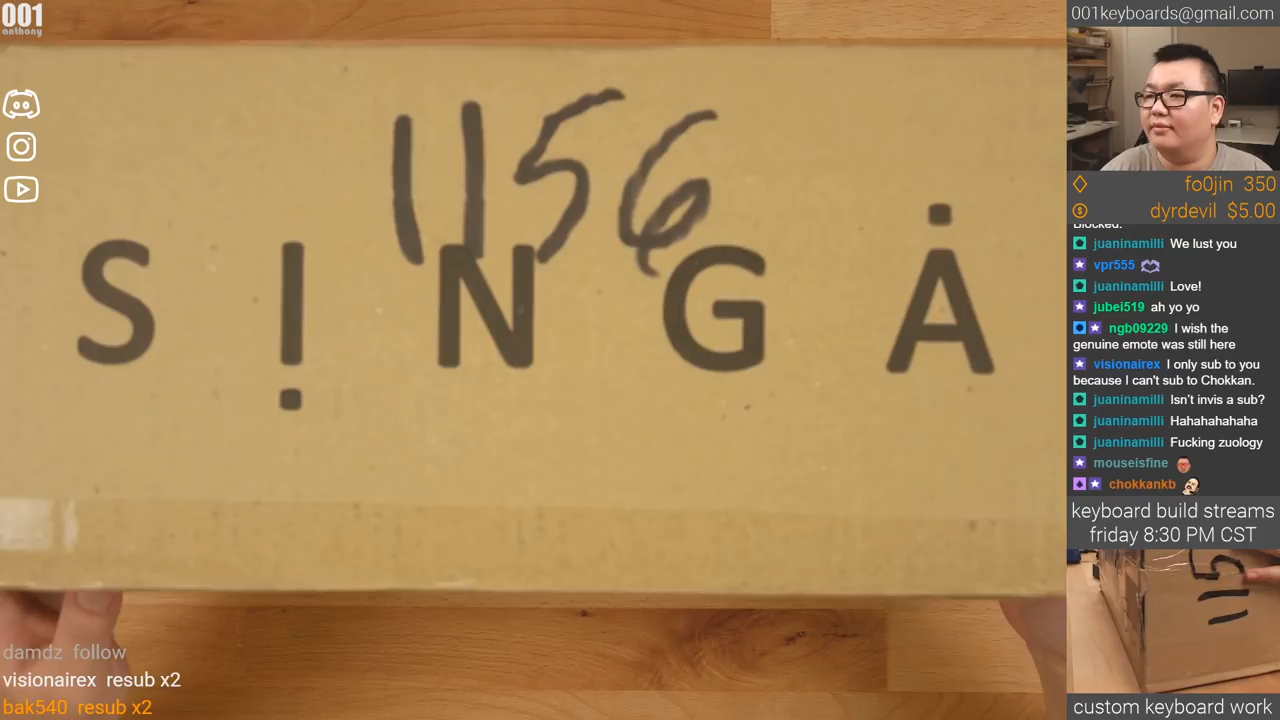 001
anthony
1156
SỊNGȦ
damdz follow
visionairex resub x2
bak540 resub x2
001keyboards@gmail.com
fo0jin 350
dyrdevil $5.00
Blocked.
juaninamilli We lust you
vpr555
juaninamilli Love!
jubei519 ah yo yo
ngb09229 I wish the
genuine emote was still here
visionairex I only sub to you
because I can't sub to Chokkan.
juaninamilli Isn't invis a sub?
juaninamilli Hahahahahaha
juaninamilli Fucking zuology
mouseisfine
chokkankb
keyboard build streams
friday 8:30 PM CST
115
custom keyboard work